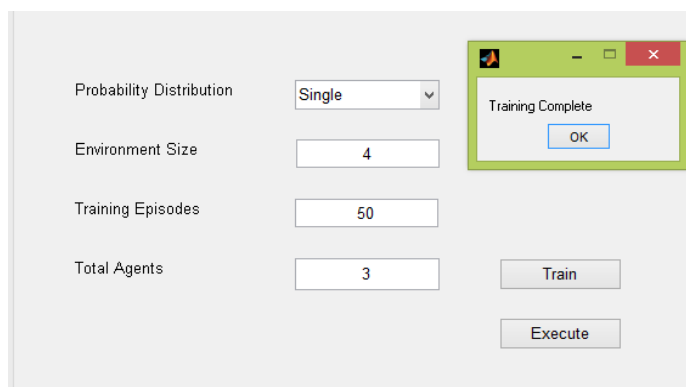 Probability Distribution
Single
Training Complete
OK
Environment Size
4
Training Episodes
50
Total Agents
3
Train
Execute